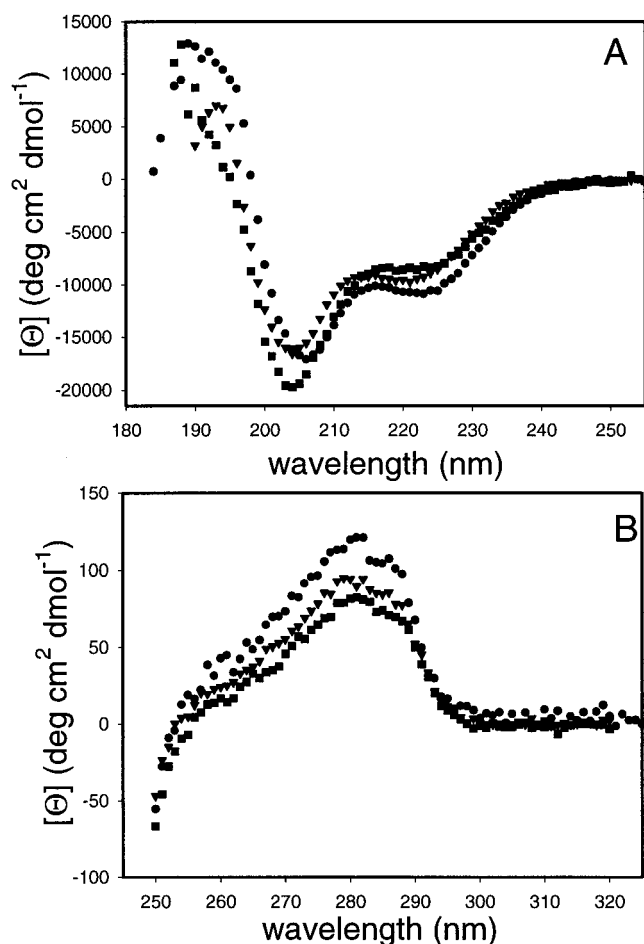 A
[Θ] (deg cm² dmol⁻¹)
15000
10000
5000
0
-5000
-10000
-15000
-20000
180 190 200 210 220 230 240 250
wavelength (nm)
B
[Θ] (deg cm² dmol⁻¹)
150
100
50
0
-50
-100
250 260 270 280 290 300 310 320
wavelength (nm)